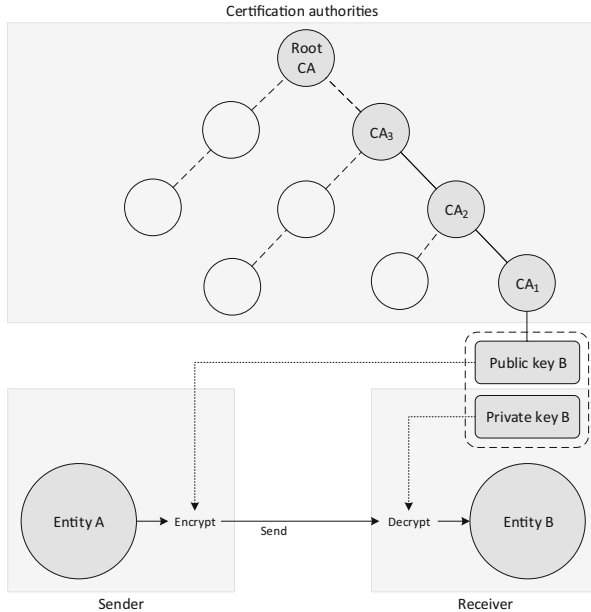 Certification authorities
Root
CA
CA₃
CA₂
CA₁
Public key B
Private key B
Entity A
Encrypt
Send
Decrypt
Entity B
Sender
Receiver